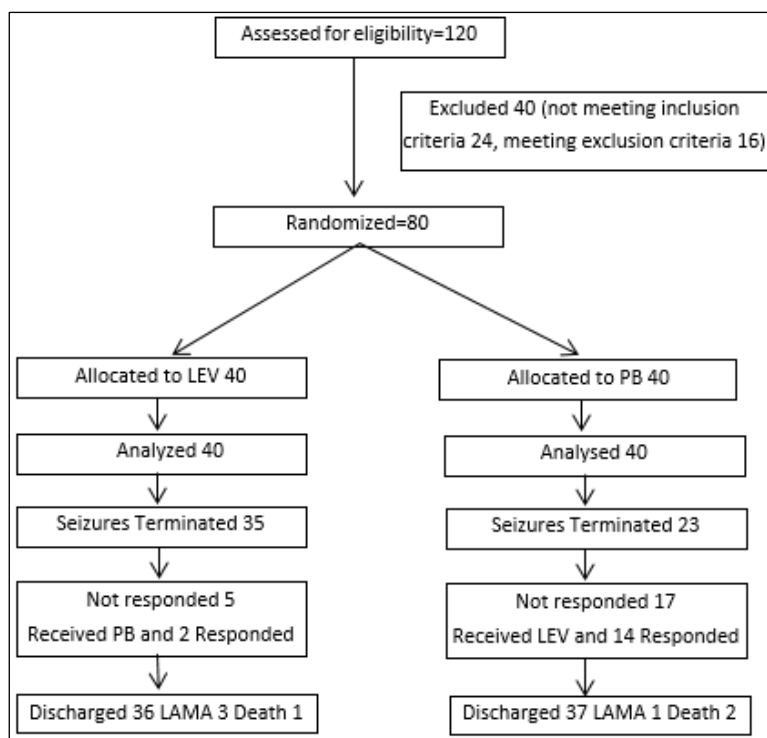 Assessed for eligibility=120
Excluded 40 (not meeting inclusion
criteria 24, meeting exclusion criteria 16)
Randomized=80
Allocated to LEV 40
Allocated to PB 40
Analyzed 40
Analysed 40
Seizures Terminated 35
Seizures Terminated 23
Not responded 5
Received PB and 2 Responded
Not responded 17
Received LEV and 14 Responded
Discharged 36 LAMA 3 Death 1
Discharged 37 LAMA 1 Death 2